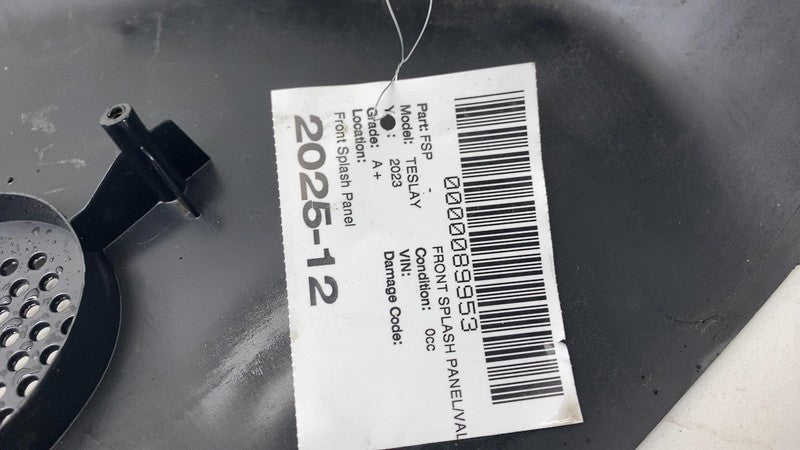 0000089953
Part: FSP - FRONT SPLASH PANEL/VAL
Model: TESLAY Condition: 0cc
Y : 2023 VIN:
Grade: A+ Damage Code:
Location:
Front Splash Panel
2025-12